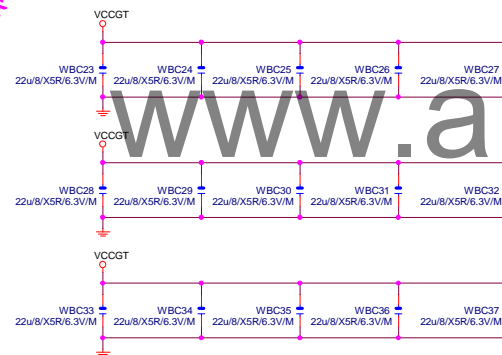 VCCGT
WBC23 WBC24 WBC25 WBC26 WBC27
22u/8/X5R/6.3V/M 22u/8/X5R/6.3V/M 22u/8/X5R/6.3V/M 22u/8/X5R/6.3V/M 22u/8/X5R/6.3V/M
www.a
VCCGT
WBC28 WBC29 WBC30 WBC31 WBC32
22u/8/X5R/6.3V/M 22u/8/X5R/6.3V/M 22u/8/X5R/6.3V/M 22u/8/X5R/6.3V/M 22u/8/X5R/6.3V/M
VCCGT
WBC33 WBC34 WBC35 WBC36 WBC37
22u/8/X5R/6.3V/M 22u/8/X5R/6.3V/M 22u/8/X5R/6.3V/M 22u/8/X5R/6.3V/M 22u/8/X5R/6.3V/M